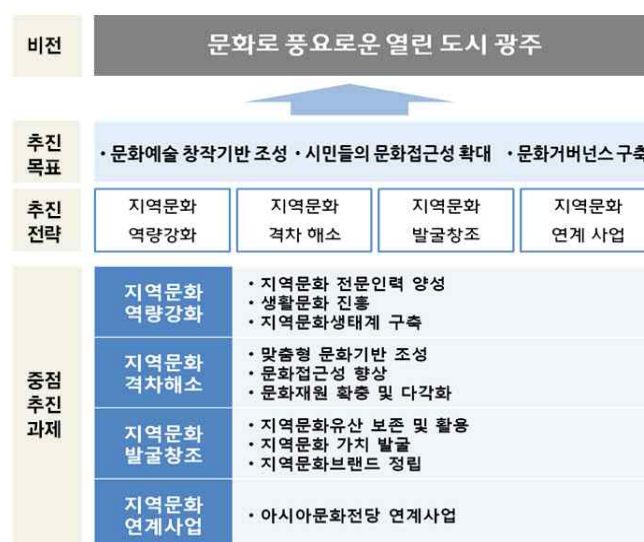 비전
문화로 풍요로운 열린 도시 광주
추진
목표
・문화예술 창작기반 조성 ・시민들의 문화접근성 확대 ・문화거버넌스 구축
추진
전략
지역문화
역량강화
지역문화
격차 해소
지역문화
발굴창조
지역문화
연계 사업
중점
추진
과제
지역문화
역량강화
・지역문화 전문인력 양성
・생활문화 진흥
・지역문화생태계 구축
지역문화
격차해소
・맞춤형 문화기반 조성
・문화접근성 향상
・문화재원 확충 및 다각화
지역문화
발굴창조
・지역문화유산 보존 및 활용
・지역문화 가치 발굴
・지역문화브랜드 정립
지역문화
연계사업
・아시아문화전당 연계사업